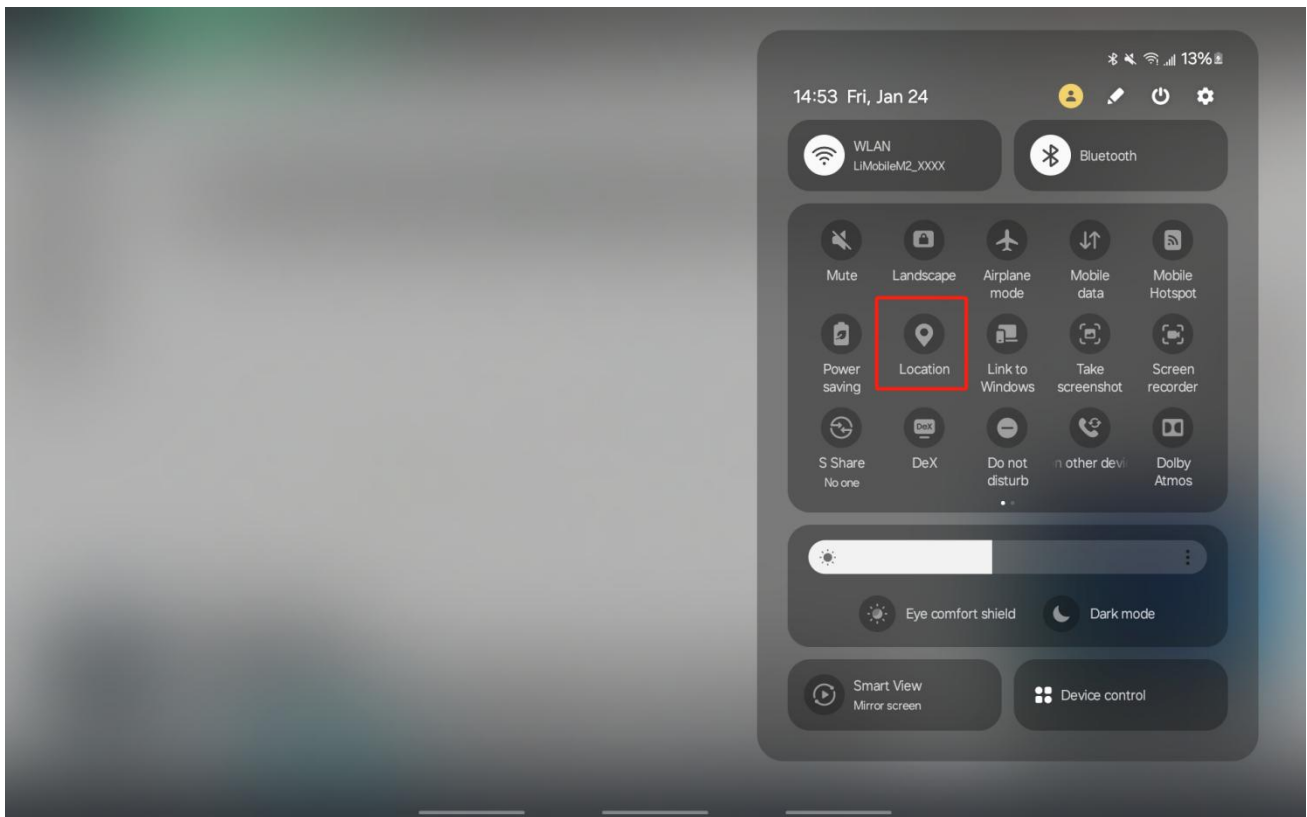 13%
14:53 Fri, Jan 24
WLAN
LiMobileM2_XXXX
Bluetooth
Mute
Landscape
Airplane
mode
Mobile
data
Mobile
Hotspot
Power
saving
Location
Link to
Windows
Take
screenshot
Screen
recorder
S Share
No one
DeX
DeX
Do not
disturb
n other devi
Dolby
Atmos
Eye comfort shield
Dark mode
Smart View
Mirror screen
Device control